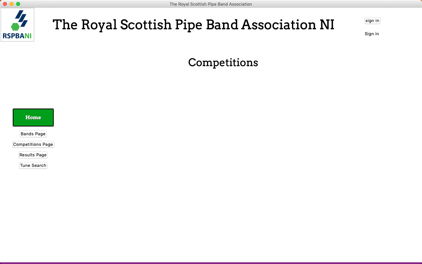 The Royal Scottish Pipe Band Association
RSPBANI
The Royal Scottish Pipe Band Association NI
sign in
Sign in
Competitions
Home
Bands Page
Competitions Page
Results Page
Tune Search